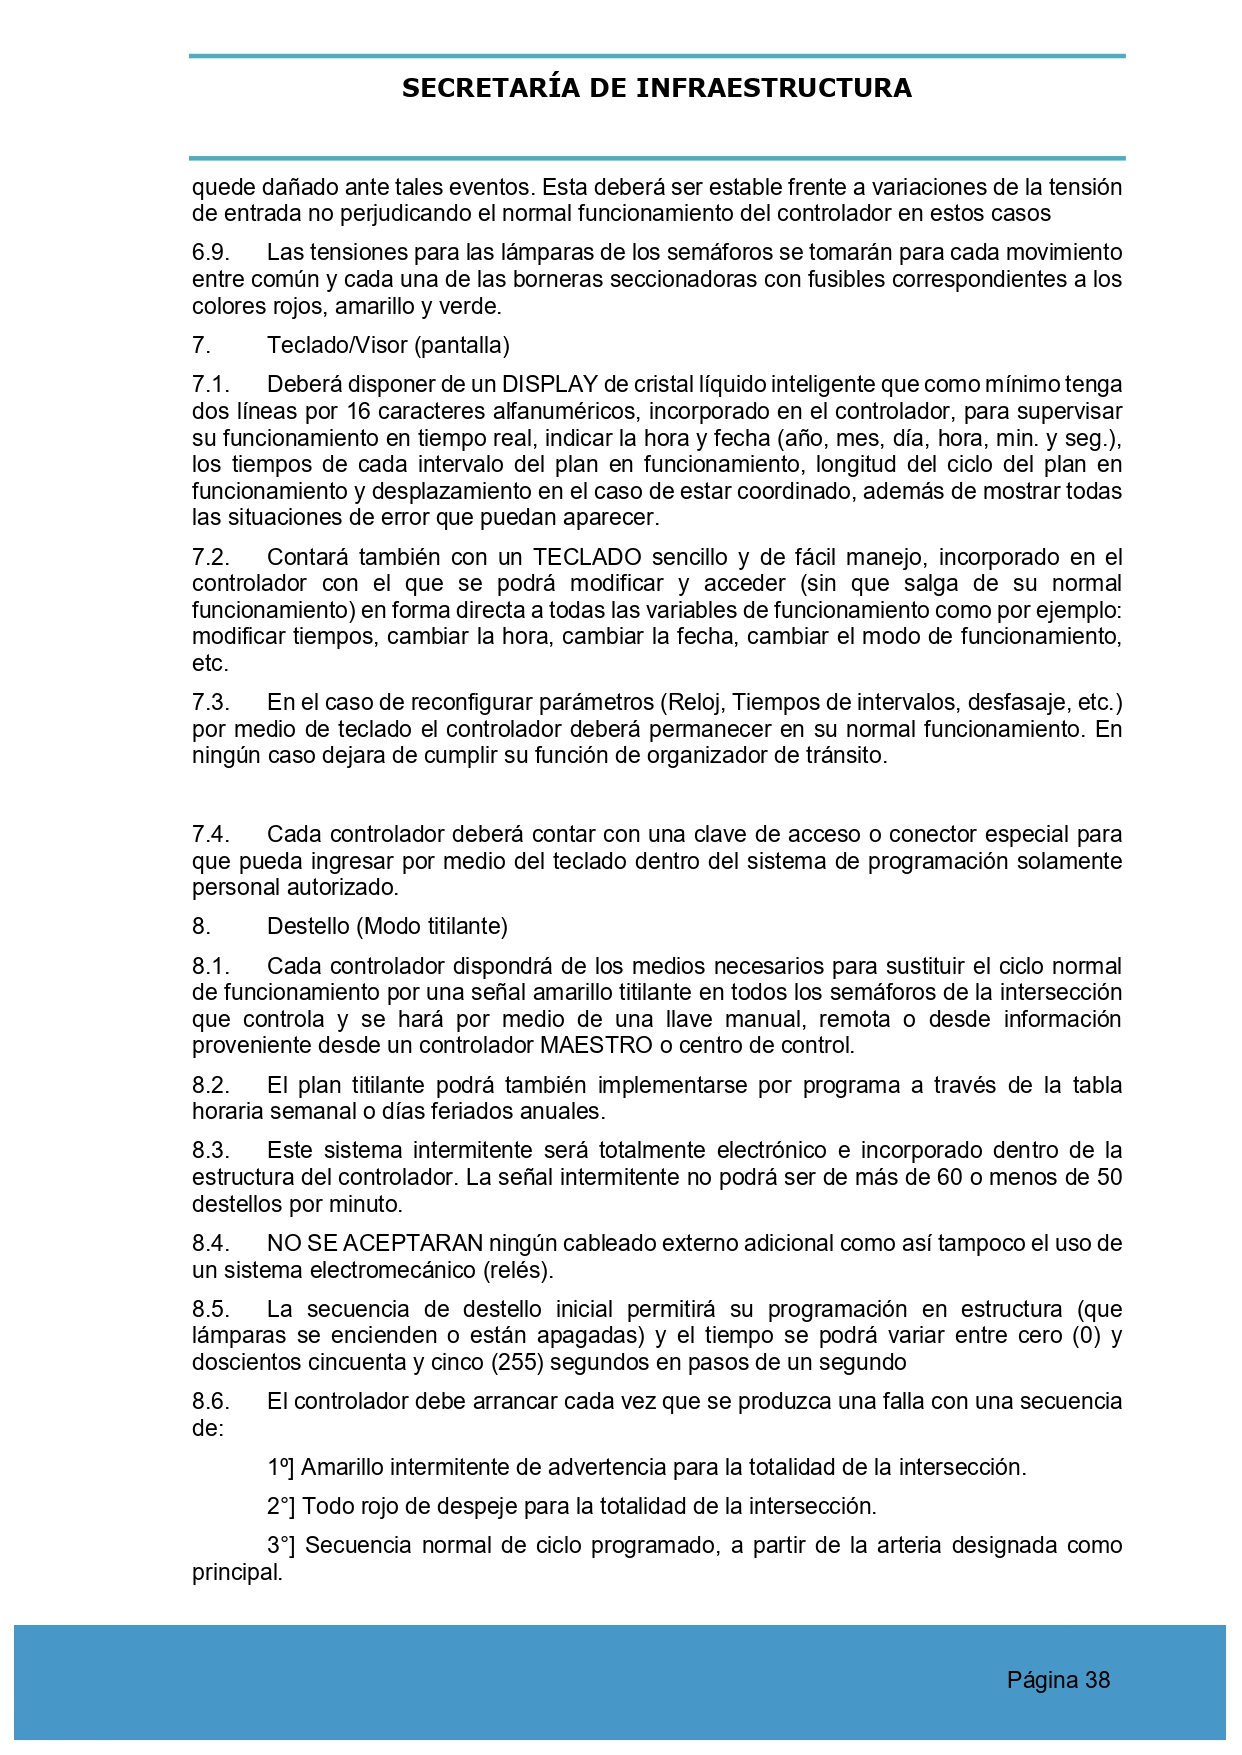 SECRETARÍA DE INFRAESTRUCTURA
quede dañado ante tales eventos. Esta deberá ser estable frente a variaciones de la tensión
de entrada no perjudicando el normal funcionamiento del controlador en estos casos
6.9. Las tensiones para las lámparas de los semáforos se tomarán para cada movimiento
entre común y cada una de las borneras seccionadoras con fusibles correspondientes a los
colores rojos, amarillo y verde.
7. Teclado/Visor (pantalla)
7.1. Deberá disponer de un DISPLAY de cristal líquido inteligente que como mínimo tenga
dos líneas por 16 caracteres alfanuméricos, incorporado en el controlador, para supervisar
su funcionamiento en tiempo real, indicar la hora y fecha (año, mes, día, hora, min. y seg.),
los tiempos de cada intervalo del plan en funcionamiento, longitud del ciclo del plan en
funcionamiento y desplazamiento en el caso de estar coordinado, además de mostrar todas
las situaciones de error que puedan aparecer.
7.2. Contará también con un TECLADO sencillo y de fácil manejo, incorporado en el
controlador con el que se podrá modificar y acceder (sin que salga de su normal
funcionamiento) en forma directa a todas las variables de funcionamiento como por ejemplo:
modificar tiempos, cambiar la hora, cambiar la fecha, cambiar el modo de funcionamiento,
etc.
7.3. En el caso de reconfigurar parámetros (Reloj, Tiempos de intervalos, desfasaje, etc.)
por medio de teclado el controlador deberá permanecer en su normal funcionamiento. En
ningún caso dejara de cumplir su función de organizador de tránsito.
7.4. Cada controlador deberá contar con una clave de acceso o conector especial para
que pueda ingresar por medio del teclado dentro del sistema de programación solamente
personal autorizado.
8. Destello (Modo titilante)
8.1. Cada controlador dispondrá de los medios necesarios para sustituir el ciclo normal
de funcionamiento por una señal amarillo titilante en todos los semáforos de la intersección
que controla y se hará por medio de una llave manual, remota o desde información
proveniente desde un controlador MAESTRO o centro de control.
8.2. El plan titilante podrá también implementarse por programa a través de la tabla
horaria semanal o días feriados anuales.
8.3. Este sistema intermitente será totalmente electrónico e incorporado dentro de la
estructura del controlador. La señal intermitente no podrá ser de más de 60 o menos de 50
destellos por minuto.
8.4. NO SE ACEPTARAN ningún cableado externo adicional como así tampoco el uso de
un sistema electromecánico (relés).
8.5. La secuencia de destello inicial permitirá su programación en estructura (que
lámparas se encienden o están apagadas) y el tiempo se podrá variar entre cero (0) y
doscientos cincuenta y cinco (255) segundos en pasos de un segundo
8.6. El controlador debe arrancar cada vez que se produzca una falla con una secuencia
de:
1º] Amarillo intermitente de advertencia para la totalidad de la intersección.
2°] Todo rojo de despeje para la totalidad de la intersección.
3°] Secuencia normal de ciclo programado, a partir de la arteria designada como
principal.
Página 38